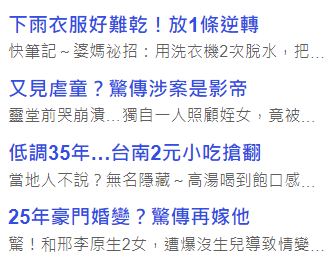 下雨衣服好難乾！放1條逆轉
快筆記～婆媽祕招：用洗衣機2次脫水，把...
又見虐童？驚傳涉案是影帝
靈堂前哭崩潰...獨自一人照顧姪女，竟被...
低調35年...台南2元小吃搶翻
當地人不說？無名隱藏～高湯喝到飽口感...
25年豪門婚變？驚傳再嫁他
驚！和邢李原生2女，遭爆沒生兒導致情變...